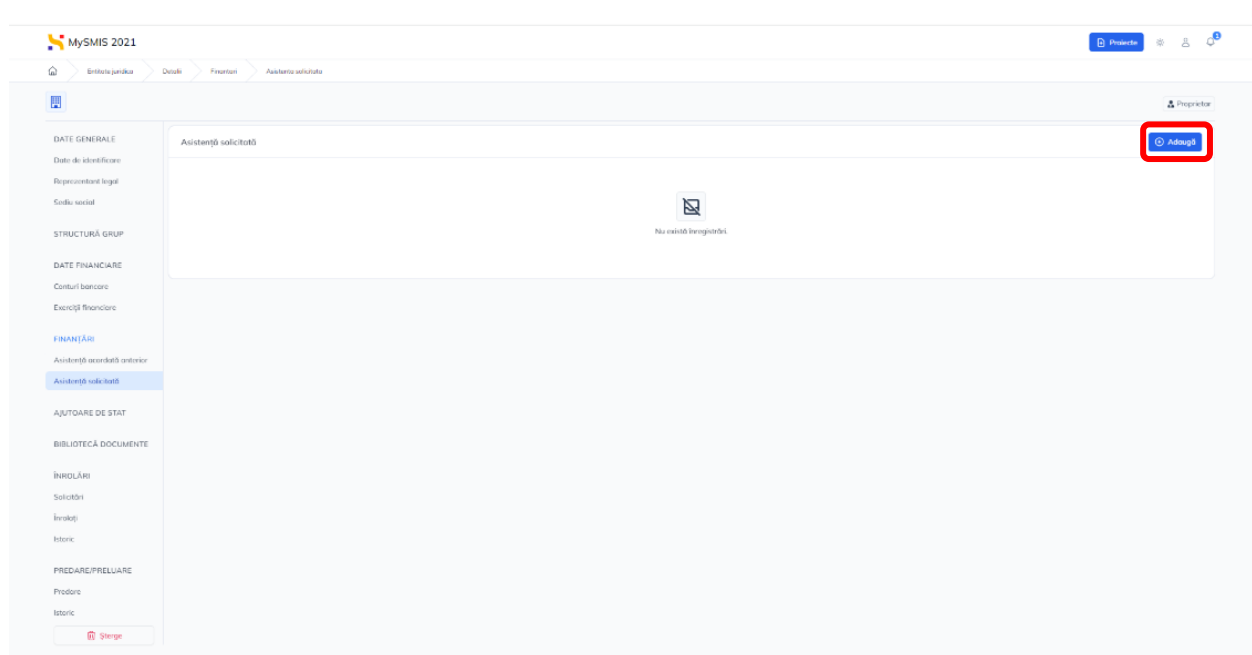 MySMIS 2021
Proiecte
1
Entitate juridica
Detalii
Finantari
Asistenta solicitata
Proprietar
DATE GENERALE
Date de identificare
Reprezentant legal
Sediu social
STRUCTURĂ GRUP
DATE FINANCIARE
Conturi bancare
Exerciții financiare
FINANȚĂRI
Asistență acordată anterior
Asistență solicitată
AJUTOARE DE STAT
BIBLIOTECĂ DOCUMENTE
ÎNROLĂRI
Solicitări
Înrolați
Istoric
PREDARE/PRELUARE
Predare
Istoric
Șterge
Asistență solicitată
Adaugă
Nu există înregistrări.